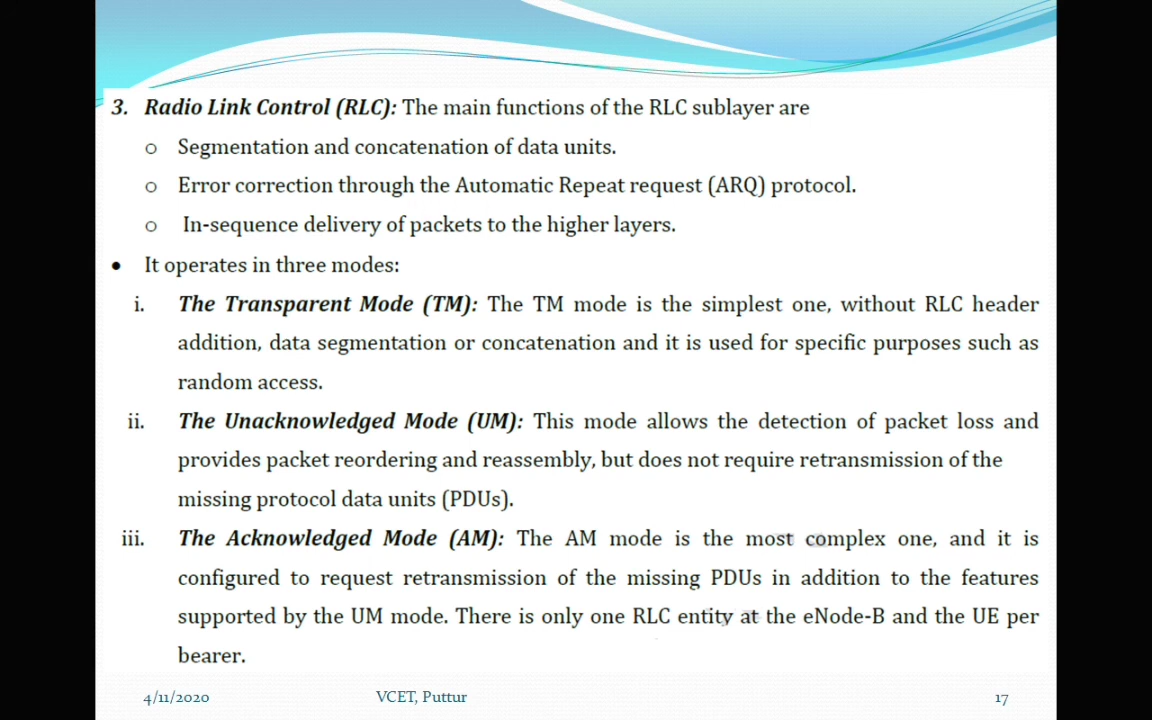 3. Radio Link Control (RLC): The main functions of the RLC sublayer are
o Segmentation and concatenation of data units.
o Error correction through the Automatic Repeat request (ARQ) protocol.
o In-sequence delivery of packets to the higher layers.
• It operates in three modes:
i. The Transparent Mode (TM): The TM mode is the simplest one, without RLC header
addition, data segmentation or concatenation and it is used for specific purposes such as
random access.
ii. The Unacknowledged Mode (UM): This mode allows the detection of packet loss and
provides packet reordering and reassembly, but does not require retransmission of the
missing protocol data units (PDUs).
iii. The Acknowledged Mode (AM): The AM mode is the most complex one, and it is
configured to request retransmission of the missing PDUs in addition to the features
supported by the UM mode. There is only one RLC entity at the eNode-B and the UE per
bearer.
4/11/2020 VCET, Puttur 17